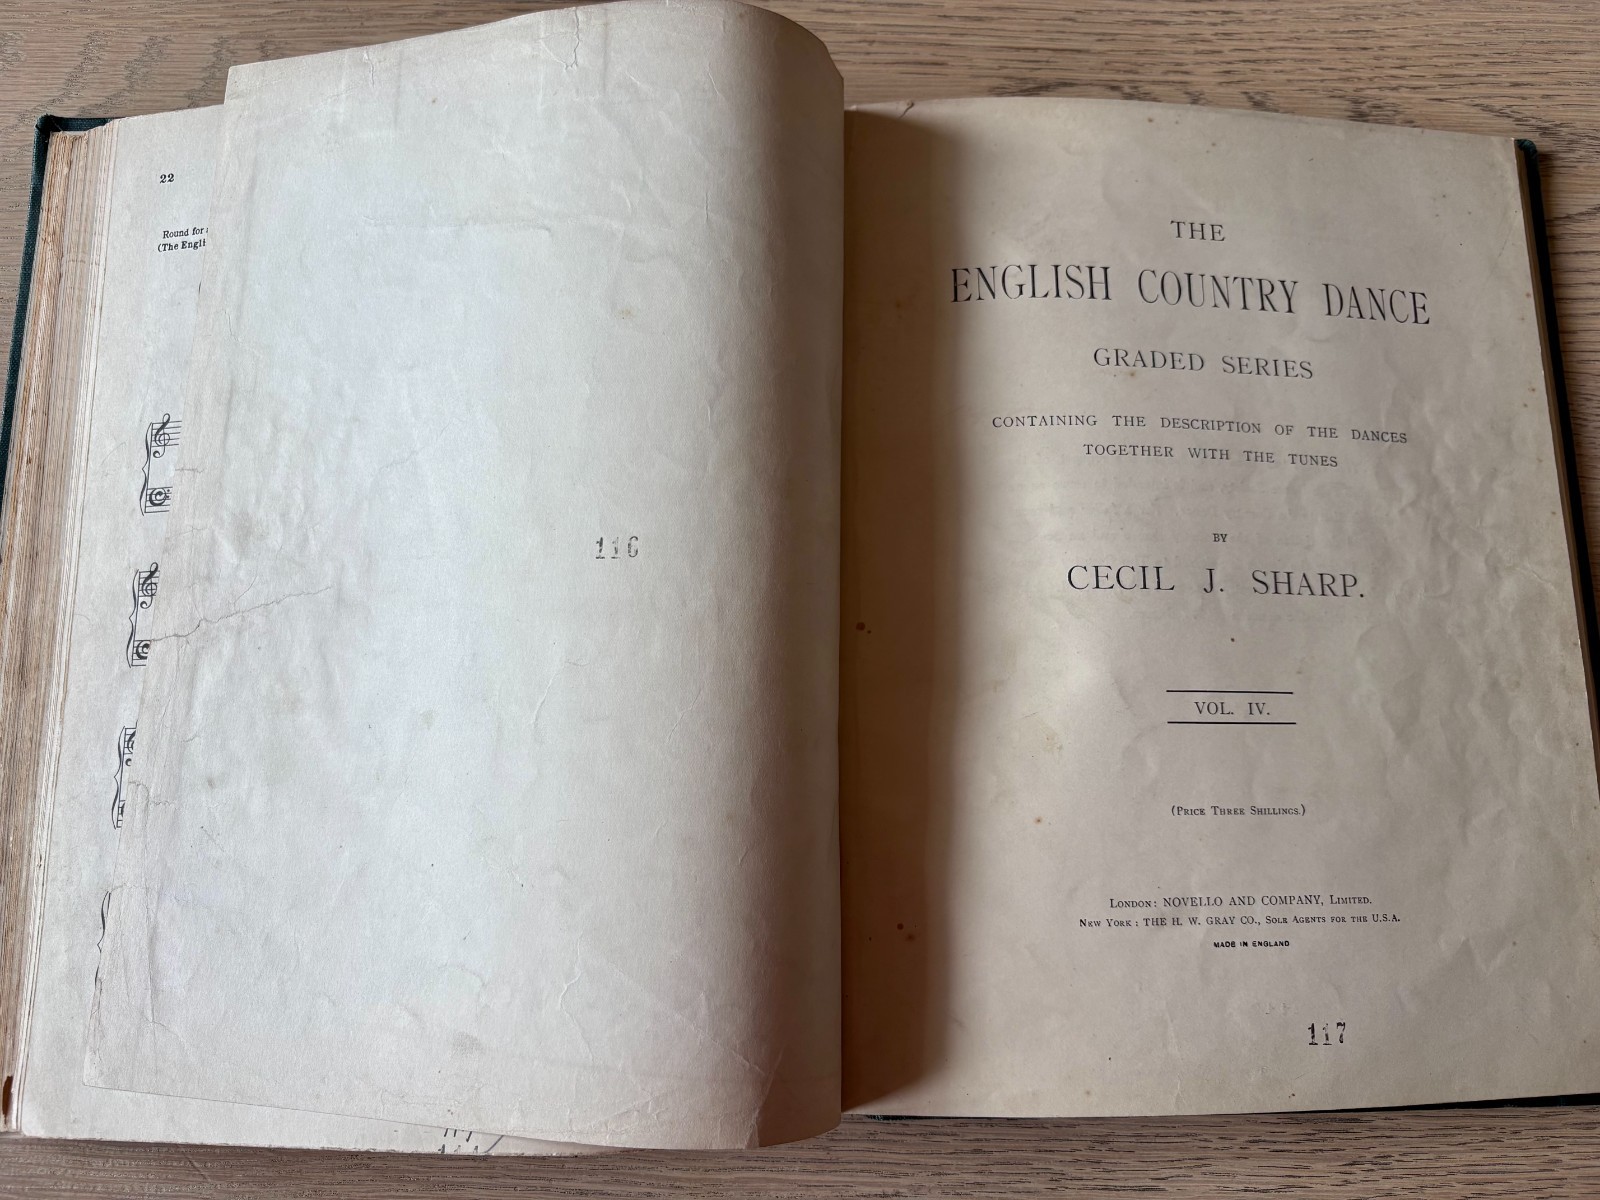 22
Round for
(The Engli
116
THE
ENGLISH COUNTRY DANCE
GRADED SERIES
CONTAINING THE DESCRIPTION OF THE DANCES
TOGETHER WITH THE TUNES
BY
CECIL J. SHARP.
VOL. IV.
(Price Three Shillings.)
London: NOVELLO AND COMPANY, Limited.
New York: THE H. W. GRAY CO., Sole Agents for the U.S.A.
MADE IN ENGLAND
117